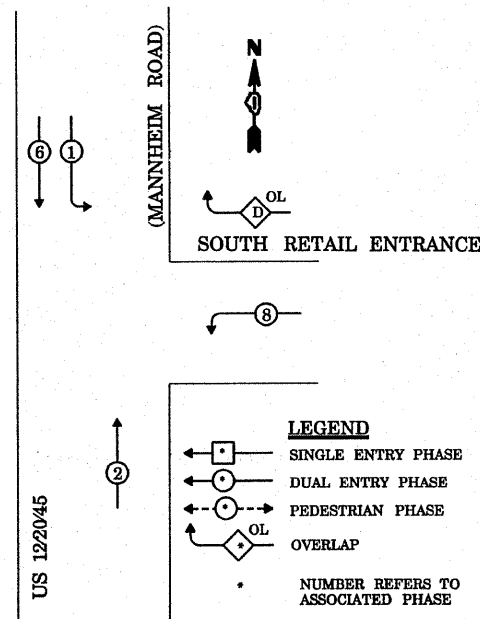 N
(MANNHEIM ROAD)
6
1
OL
D
SOUTH RETAIL ENTRANCE
8
2
US 12/20/45
LEGEND
* SINGLE ENTRY PHASE
* DUAL ENTRY PHASE
* PEDESTRIAN PHASE
OL
* OVERLAP
* NUMBER REFERS TO
ASSOCIATED PHASE